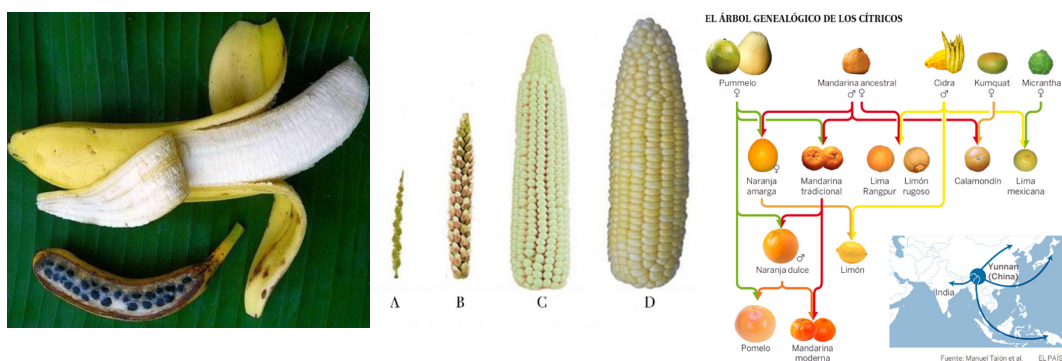 A B C D
EL ÁRBOL GENEALÓGICO DE LOS CÍTRICOS
Pummelo
♀
Mandarina ancestral
♂ ♀
Cidra
♂
Kumquat
♀
Micrantha
♀
Naranja
amarga
♀
Mandarina
tradicional
Lima
Rangpur
Limón
rugoso
Calamondín
Lima
mexicana
Naranja dulce
♂
Limón
Pomelo
Mandarina
moderna
Yunnan
(China)
India
Fuente: Manuel Talón et al. EL PAÍS